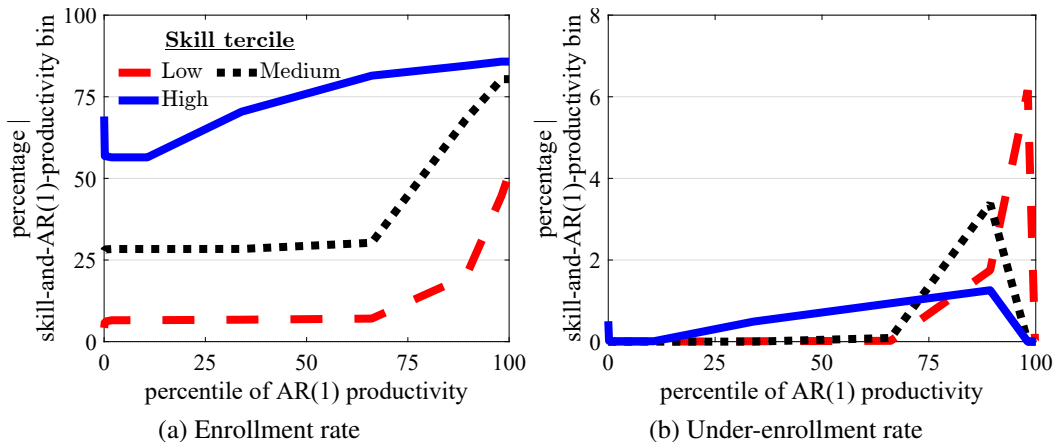 percentage |
skill-and-AR(1)-productivity bin
100
75
50
25
0
Skill tercile
Low
Medium
High
0 25 50 75 100
percentile of AR(1) productivity
(a) Enrollment rate
percentage |
skill-and-AR(1)-productivity bin
8
6
4
2
0
0 25 50 75 100
percentile of AR(1) productivity
(b) Under-enrollment rate